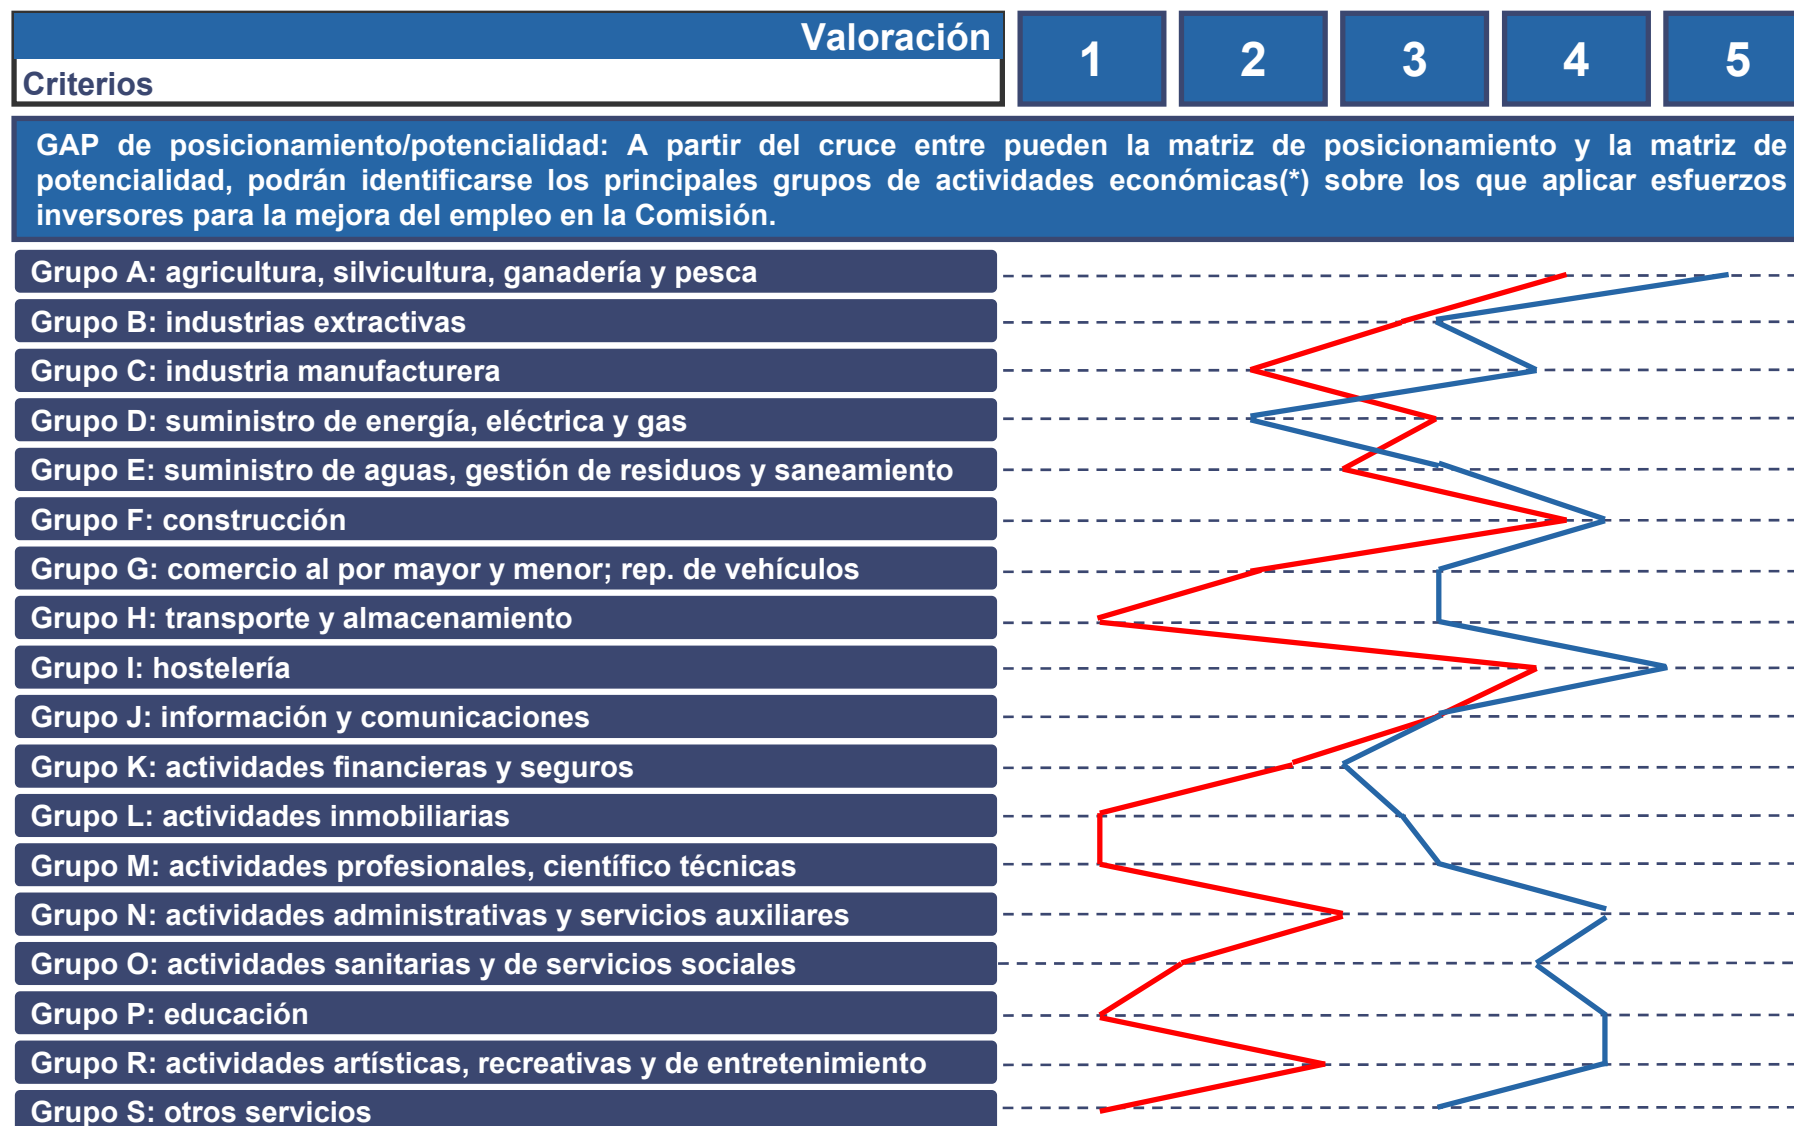 Valoración
Criterios
1 2 3 4 5
GAP de posicionamiento/potencialidad: A partir del cruce entre pueden la matriz de posicionamiento y la matriz de
potencialidad, podrán identificarse los principales grupos de actividades económicas(*) sobre los que aplicar esfuerzos
inversores para la mejora del empleo en la Comisión.
Grupo A: agricultura, silvicultura, ganadería y pesca
Grupo B: industrias extractivas
Grupo C: industria manufacturera
Grupo D: suministro de energía, eléctrica y gas
Grupo E: suministro de aguas, gestión de residuos y saneamiento
Grupo F: construcción
Grupo G: comercio al por mayor y menor; rep. de vehículos
Grupo H: transporte y almacenamiento
Grupo I: hostelería
Grupo J: información y comunicaciones
Grupo K: actividades financieras y seguros
Grupo L: actividades inmobiliarias
Grupo M: actividades profesionales, científico técnicas
Grupo N: actividades administrativas y servicios auxiliares
Grupo O: actividades sanitarias y de servicios sociales
Grupo P: educación
Grupo R: actividades artísticas, recreativas y de entretenimiento
Grupo S: otros servicios